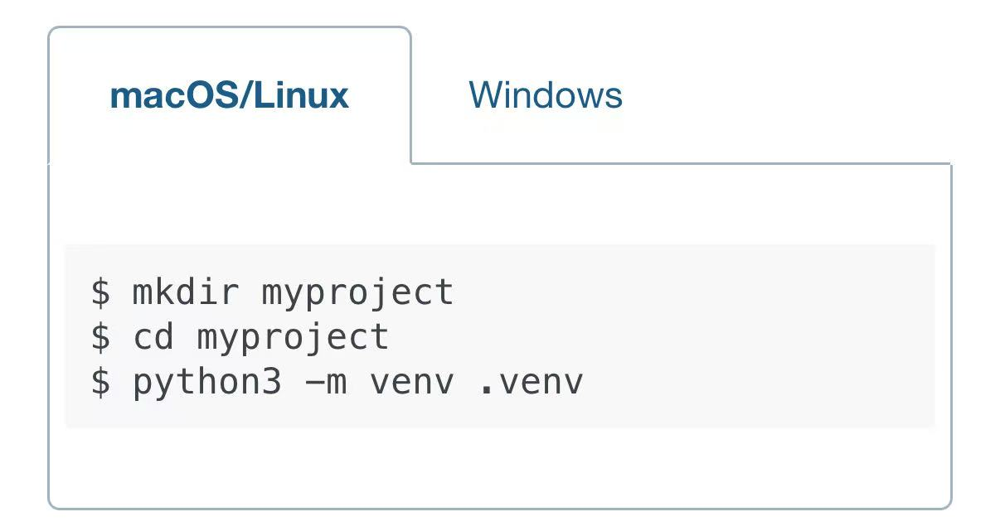 macOS/Linux Windows
$ mkdir myproject
$ cd myproject
$ python3 -m venv .venv